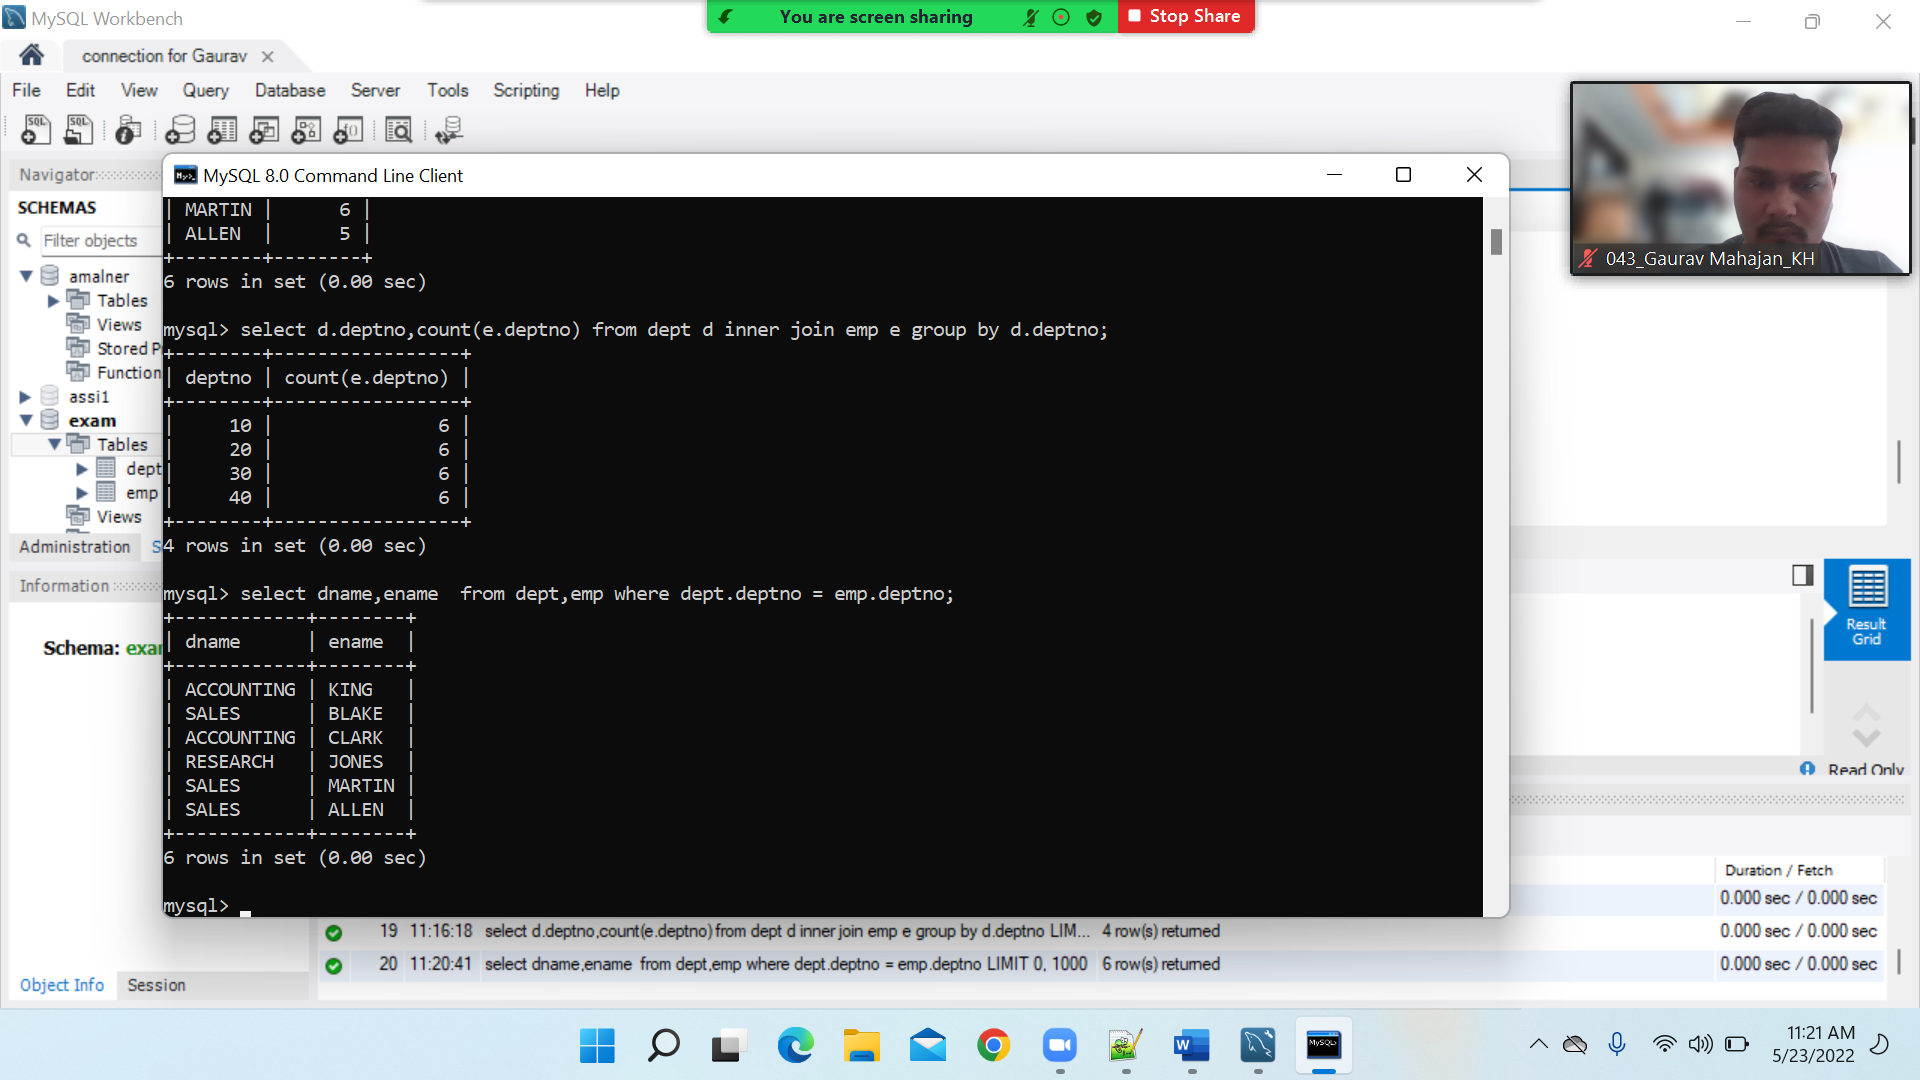 MySQL Workbench
You are screen sharing
Stop Share
connection for Gaurav
File Edit View Query Database Server Tools Scripting Help
043_Gaurav Mahajan_KH
Navigator
SCHEMAS
Filter objects
amalner
Tables
Views
Stored P
Function
assi1
exam
Tables
dept
emp
Views
Administration S
Information
Schema: exam
Object Info Session
MySQL 8.0 Command Line Client
| MARTIN |      6 |
| ALLEN  |      5 |
+--------+--------+
6 rows in set (0.00 sec)
mysql> select d.deptno,count(e.deptno) from dept d inner join emp e group by d.deptno;
+--------+-----------------+
| deptno | count(e.deptno) |
+--------+-----------------+
|     10 |               6 |
|     20 |               6 |
|     30 |               6 |
|     40 |               6 |
+--------+-----------------+
4 rows in set (0.00 sec)
mysql> select dname,ename  from dept,emp where dept.deptno = emp.deptno;
+------------+--------+
| dname      | ename  |
+------------+--------+
| ACCOUNTING | KING   |
| SALES      | BLAKE  |
| ACCOUNTING | CLARK  |
| RESEARCH   | JONES  |
| SALES      | MARTIN |
| SALES      | ALLEN  |
+------------+--------+
6 rows in set (0.00 sec)
mysql>
Result
Grid
Read Only
Duration / Fetch
0.000 sec / 0.000 sec
19 11:16:18 select d.deptno,count(e.deptno) from dept d inner join emp e group by d.deptno LIM... 4 row(s) returned 0.000 sec / 0.000 sec
20 11:20:41 select dname,ename  from dept,emp where dept.deptno = emp.deptno LIMIT 0, 1000 6 row(s) returned 0.000 sec / 0.000 sec
11:21 AM
5/23/2022